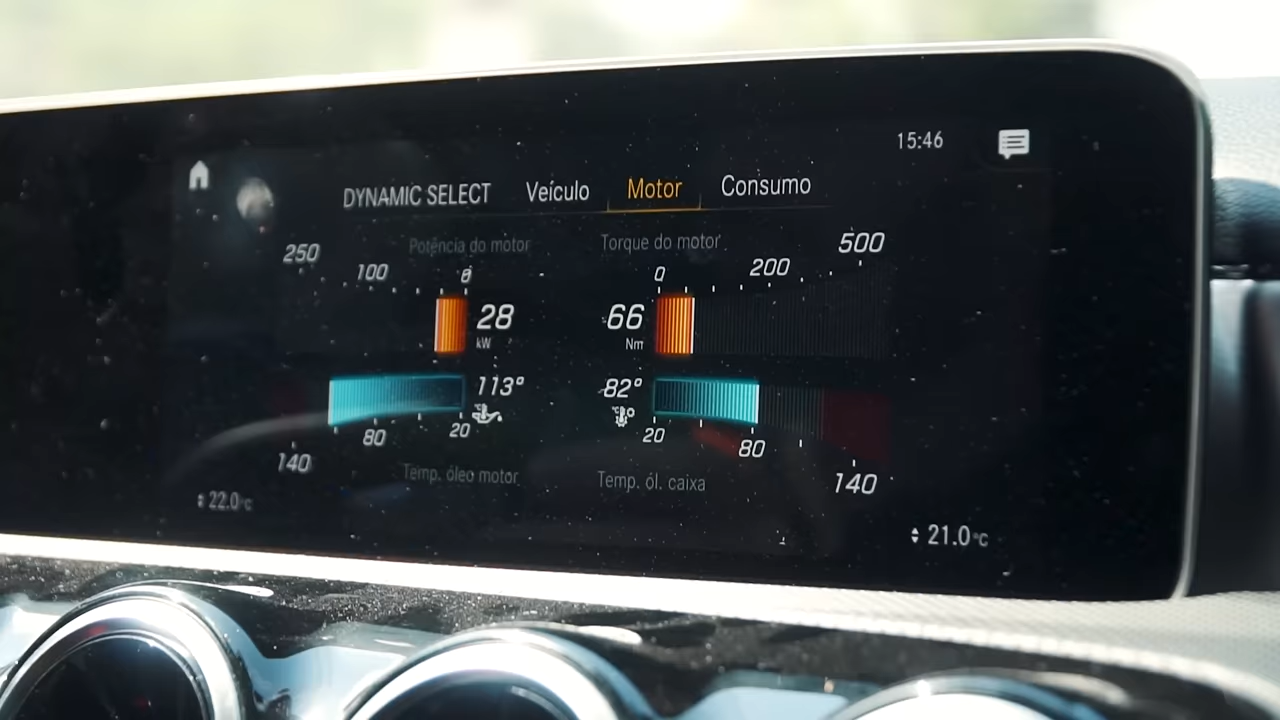 15:46
DYNAMIC SELECT Veículo Motor Consumo
Potência do motor Torque do motor
250 100 0 0 200 500
28 kW 66 Nm
113° 82°
80 20 20 80
140 140
Temp. óleo motor Temp. ól. caixa
22.0°C 21.0°C